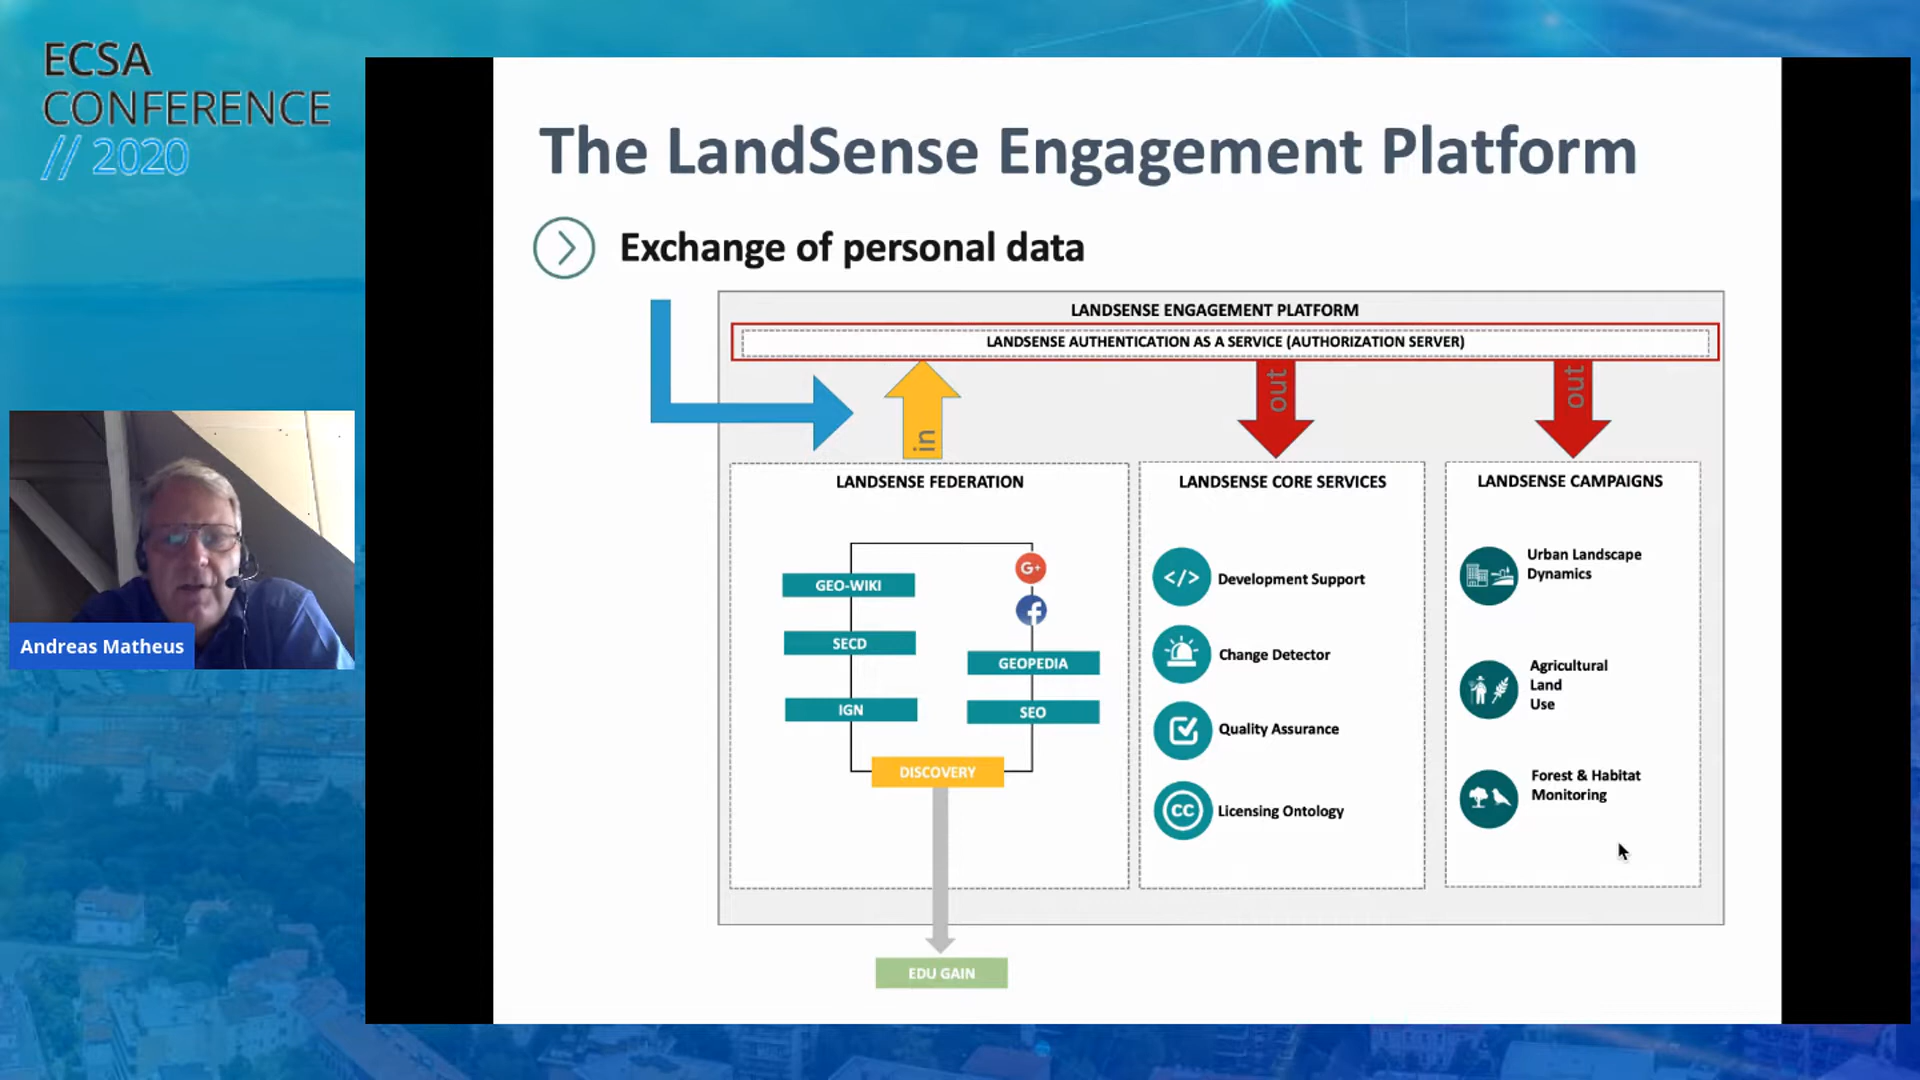 ECSA
CONFERENCE
// 2020
The LandSense Engagement Platform
Exchange of personal data
LANDSENSE ENGAGEMENT PLATFORM
LANDSENSE AUTHENTICATION AS A SERVICE (AUTHORIZATION SERVER)
in
out
out
LANDSENSE FEDERATION
GEO-WIKI
SECD
IGN
G+
f
GEOPEDIA
SEO
DISCOVERY
EDU GAIN
LANDSENSE CORE SERVICES
</>
Development Support
Change Detector
Quality Assurance
CC
Licensing Ontology
LANDSENSE CAMPAIGNS
Urban Landscape
Dynamics
Agricultural
Land
Use
Forest & Habitat
Monitoring
Andreas Matheus